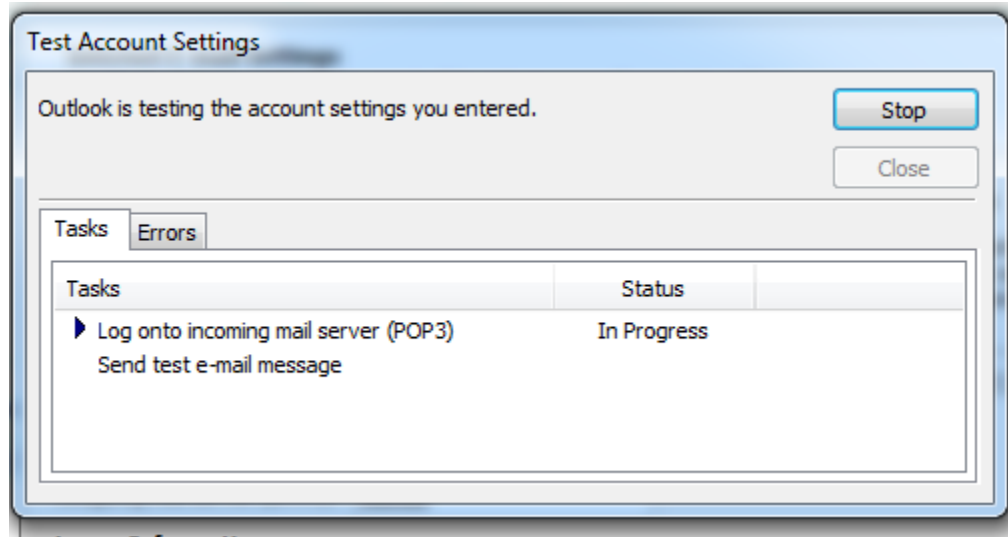 Test Account Settings
Outlook is testing the account settings you entered.
Stop
Close
Tasks Errors
Tasks Status
Log onto incoming mail server (POP3) In Progress
Send test e-mail message